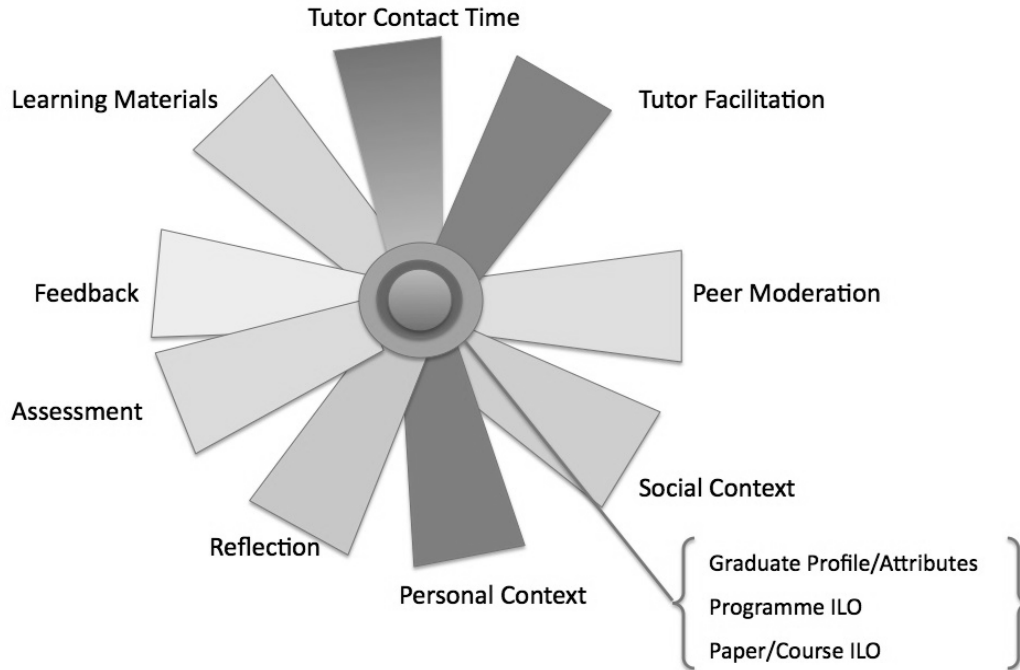 Tutor Contact Time
Learning Materials
Tutor Facilitation
Feedback
Peer Moderation
Assessment
Social Context
Reflection
Personal Context
Graduate Profile/Attributes
Programme ILO
Paper/Course ILO